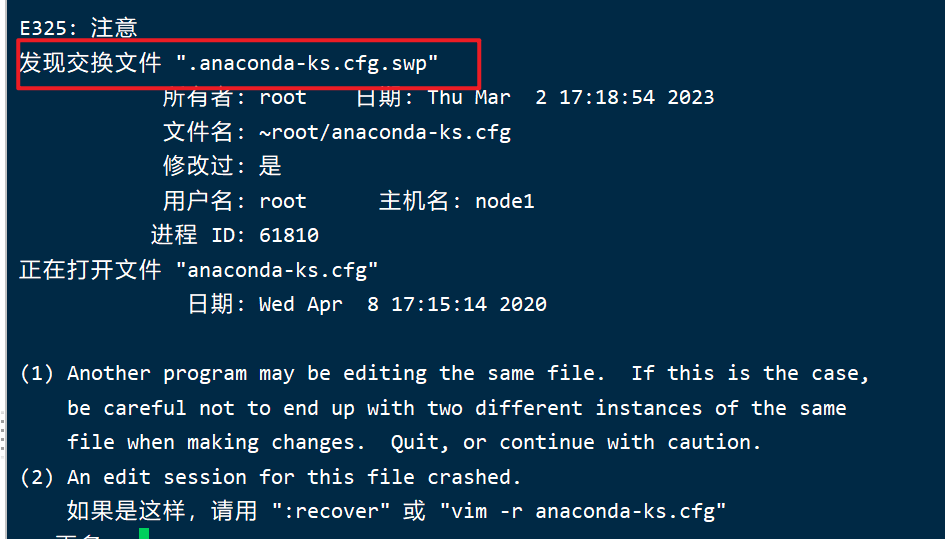 E325: 注意
发现交换文件 ".anaconda-ks.cfg.swp"
所有者: root 日期: Thu Mar 2 17:18:54 2023
文件名: ~root/anaconda-ks.cfg
修改过: 是
用户名: root 主机名: node1
进程 ID: 61810
正在打开文件 "anaconda-ks.cfg"
日期: Wed Apr 8 17:15:14 2020
(1) Another program may be editing the same file. If this is the case,
be careful not to end up with two different instances of the same
file when making changes. Quit, or continue with caution.
(2) An edit session for this file crashed.
如果是这样, 请用 ":recover" 或 "vim -r anaconda-ks.cfg"